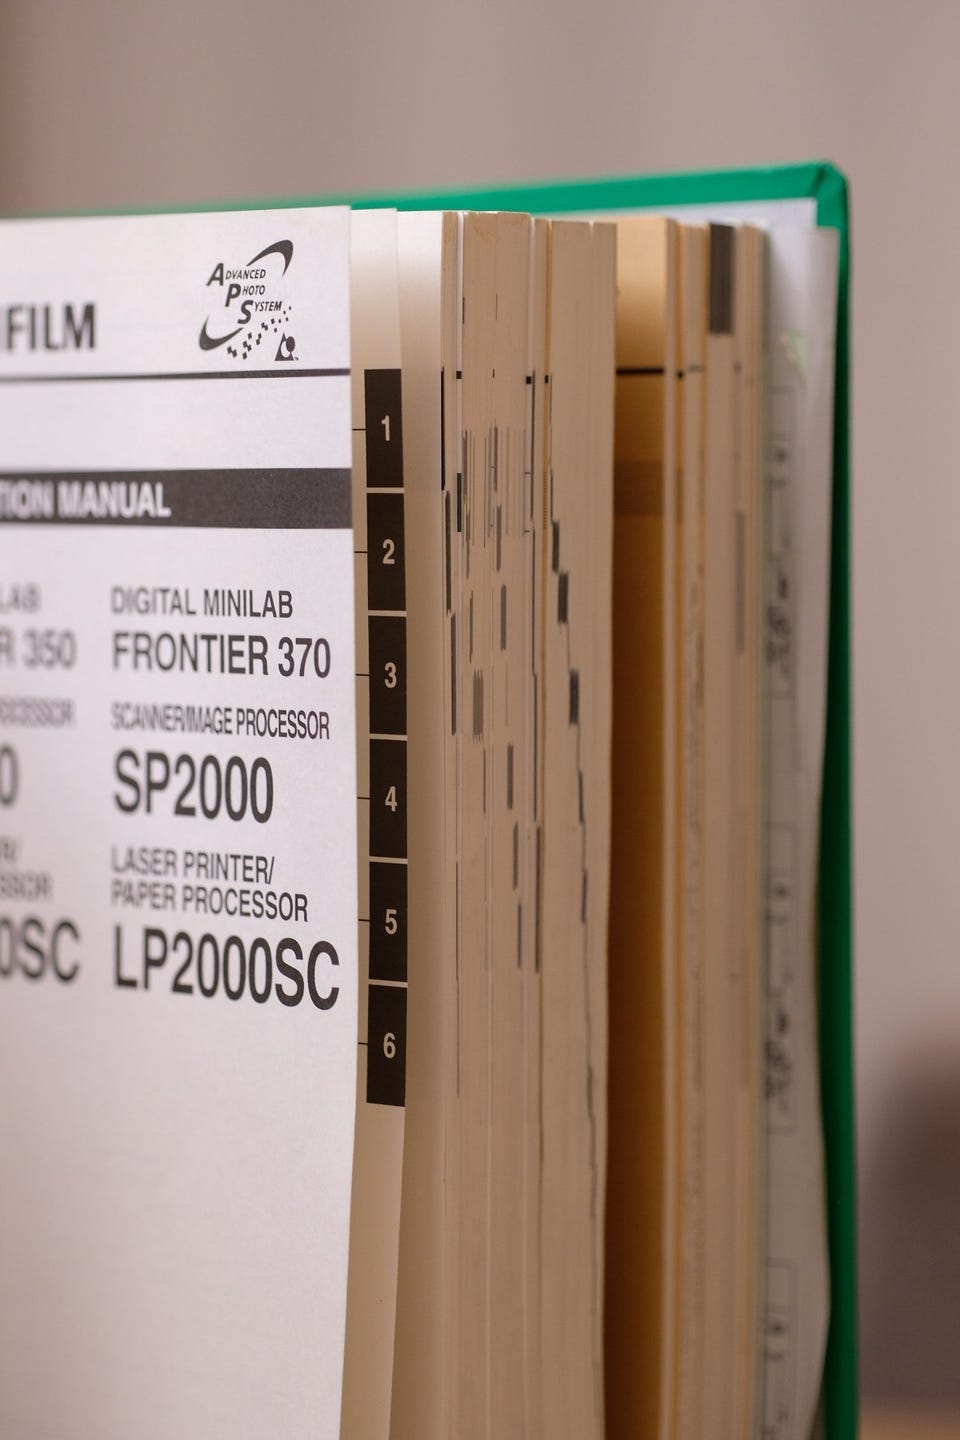 FILM
ADVANCED
PHOTO
SYSTEM
TION MANUAL
LAB
R 350
0
0SC
DIGITAL MINILAB
FRONTIER 370
SCANNER/IMAGE PROCESSOR
SP2000
LASER PRINTER/
PAPER PROCESSOR
LP2000SC
1
2
3
4
5
6